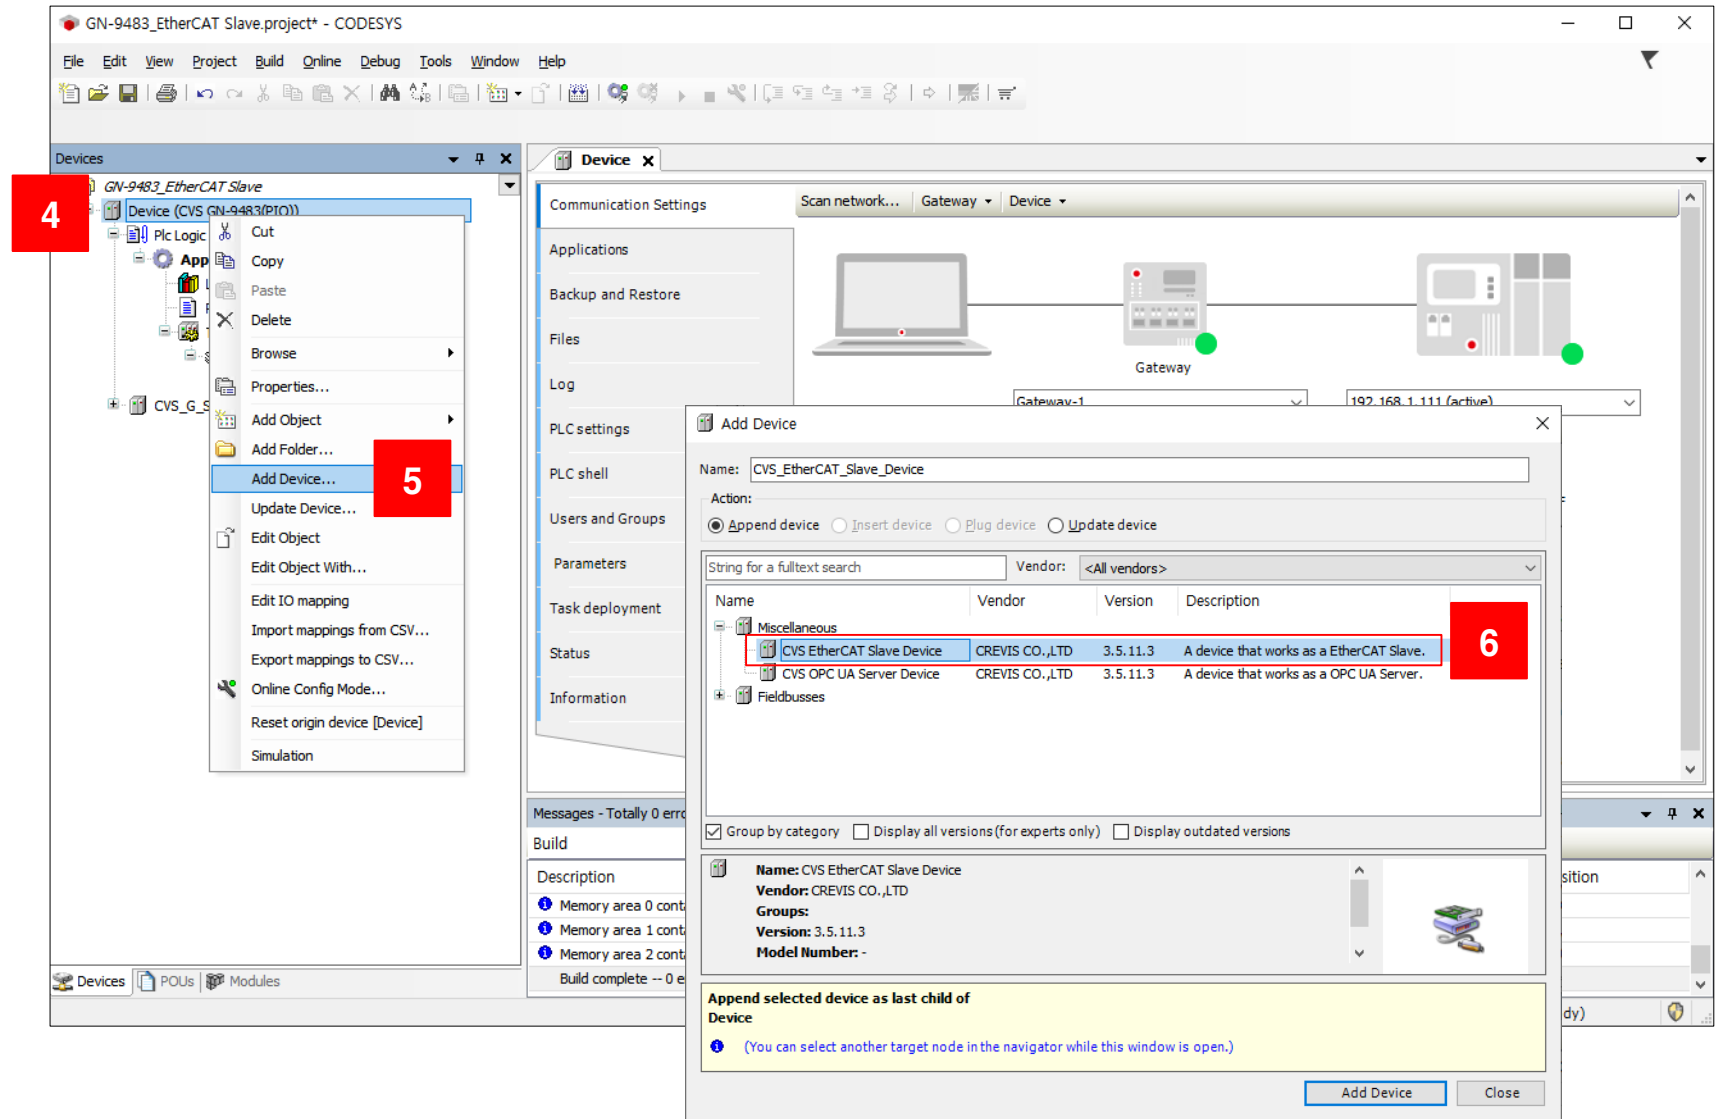 GN-9483_EtherCAT Slave.project* - CODESYS
File Edit View Project Build Online Debug Tools Window Help
Devices
GN-9483_EtherCAT Slave
4
Device (CVS GN-9483(PIO))
Plc Logic
App
CVS_G_S
Cut
Copy
Paste
Delete
Browse
Properties...
Add Object
Add Folder...
Add Device...
5
Update Device...
Edit Object
Edit Object With...
Edit IO mapping
Import mappings from CSV...
Export mappings to CSV...
Online Config Mode...
Reset origin device [Device]
Simulation
Devices POUs Modules
Device
Communication Settings
Applications
Backup and Restore
Files
Log
PLC settings
PLC shell
Users and Groups
Parameters
Task deployment
Status
Information
Scan network... Gateway Device
Gateway
Gateway-1 192.168.1.111 (active)
Add Device
Name: CVS_EtherCAT_Slave_Device
Action:
Append device Insert device Plug device Update device
String for a fulltext search Vendor: <All vendors>
Name Vendor Version Description
Miscellaneous
CVS EtherCAT Slave Device CREVIS CO.,LTD 3.5.11.3 A device that works as a EtherCAT Slave.
6
CVS OPC UA Server Device CREVIS CO.,LTD 3.5.11.3 A device that works as a OPC UA Server.
Fieldbusses
Group by category Display all versions (for experts only) Display outdated versions
Name: CVS EtherCAT Slave Device
Vendor: CREVIS CO.,LTD
Groups:
Version: 3.5.11.3
Model Number: -
Append selected device as last child of
Device
(You can select another target node in the navigator while this window is open.)
Add Device Close
Messages - Totally 0 erro
Build
Description sition
Memory area 0 conta
Memory area 1 conta
Memory area 2 conta
Build complete -- 0 e
dy)